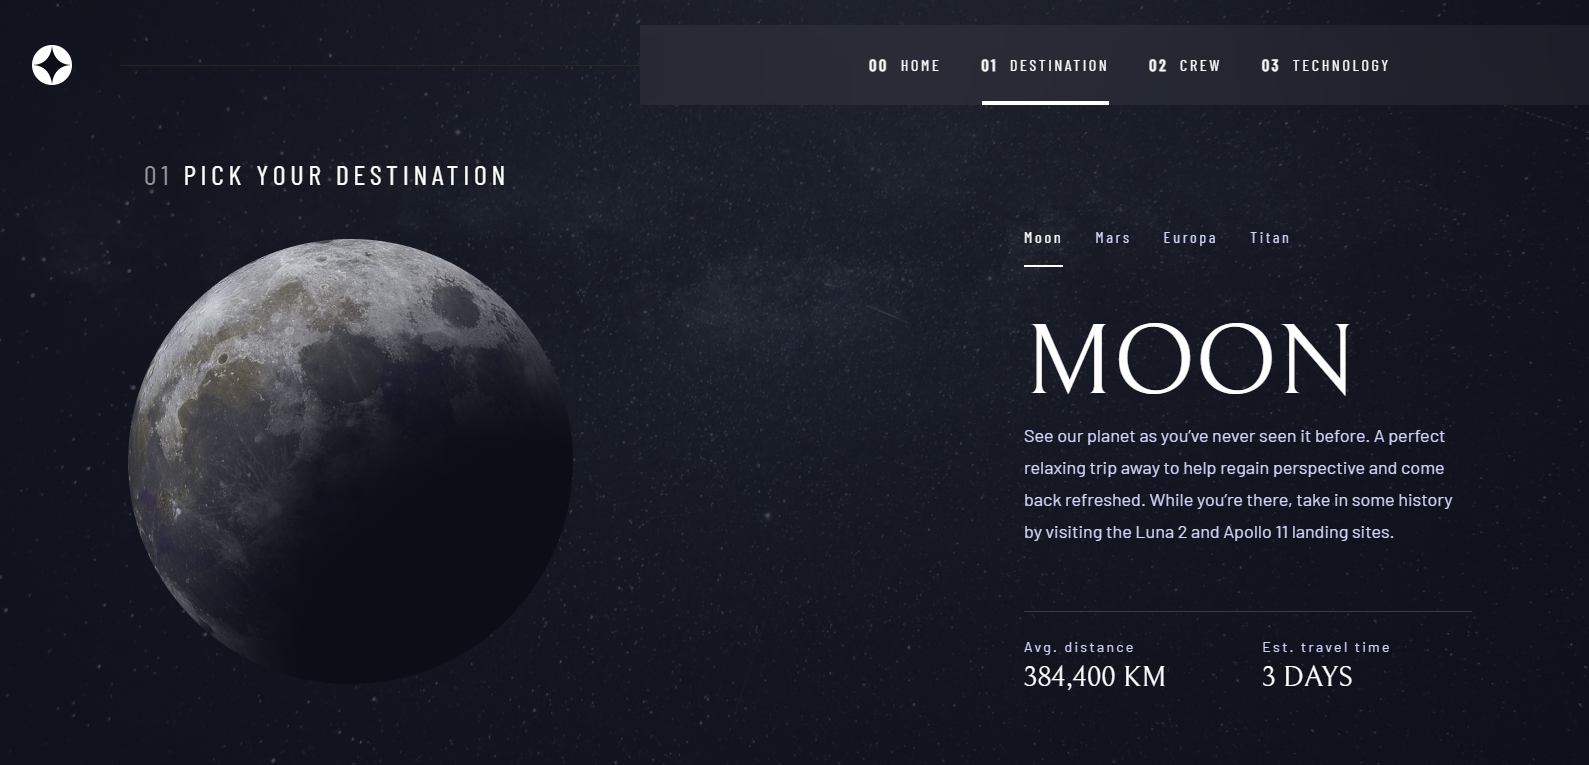 00 HOME 01 DESTINATION 02 CREW 03 TECHNOLOGY
01 PICK YOUR DESTINATION
Moon Mars Europa Titan
MOON
See our planet as you’ve never seen it before. A perfect
relaxing trip away to help regain perspective and come
back refreshed. While you’re there, take in some history
by visiting the Luna 2 and Apollo 11 landing sites.
Avg. distance
384,400 KM
Est. travel time
3 DAYS